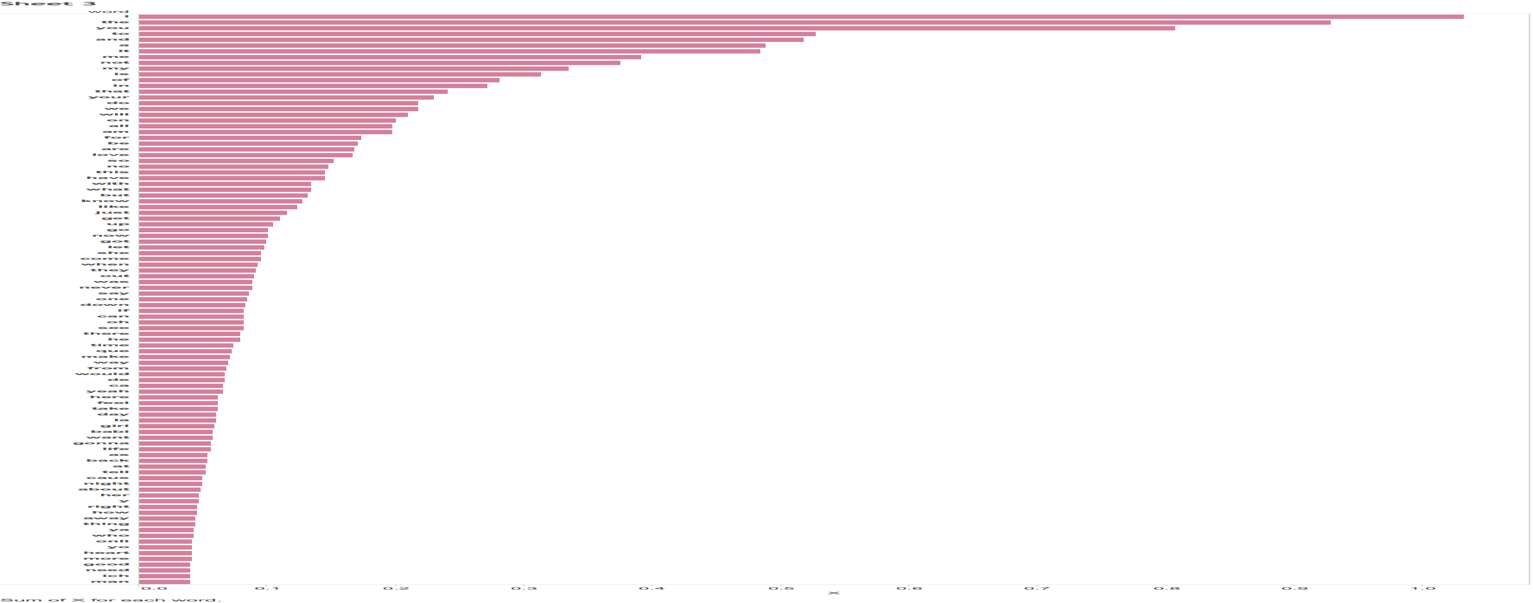 Sheet 3
word
i
the
you
to
and
a
it
me
not
my
is
of
in
that
your
do
we
will
on
all
am
for
be
are
love
so
no
this
have
with
what
but
know
like
just
get
up
go
now
got
let
she
come
when
they
out
was
never
say
one
down
if
can
oh
see
there
he
time
que
make
way
from
would
de
ca
yeah
here
feel
take
day
la
girl
babi
want
gonna
life
as
back
at
tell
caus
night
about
her
y
right
how
away
thing
ya
who
onli
yo
heart
more
good
need
ich
man
0.0 0.1 0.2 0.3 0.4 0.5 0.6 0.7 0.8 0.9 1.0
X
Sum of X for each word.